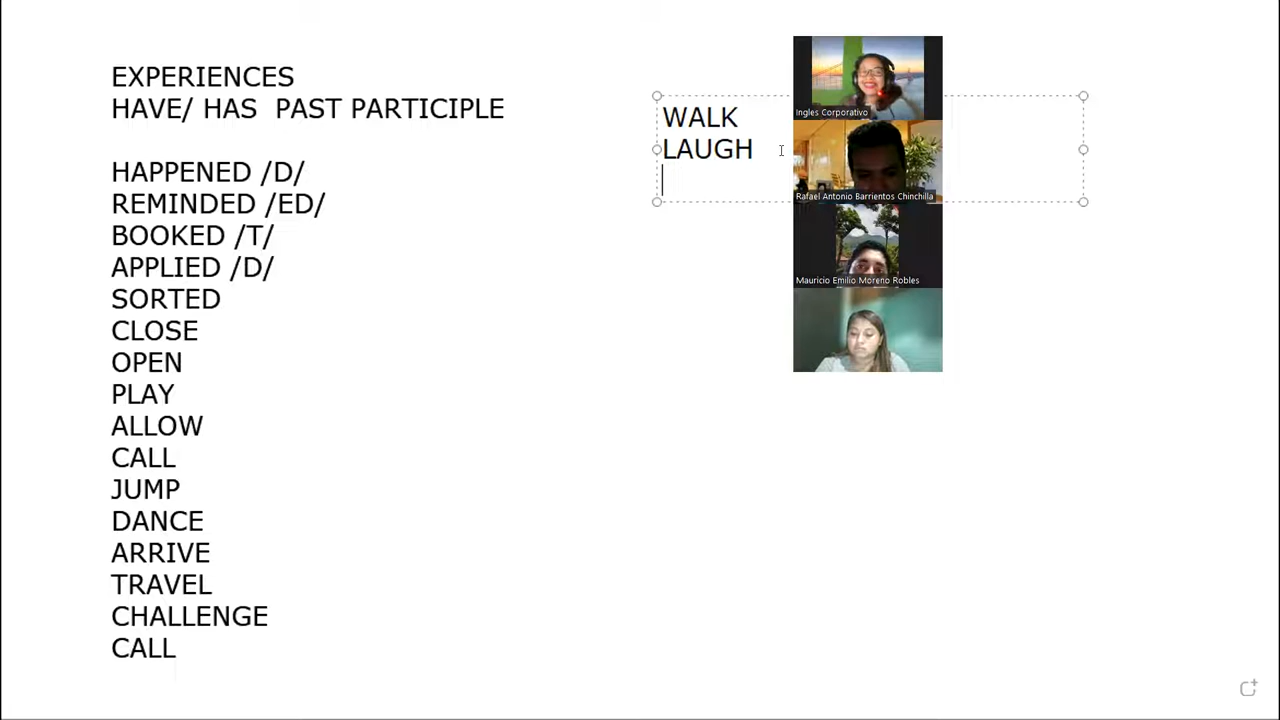 EXPERIENCES
HAVE/ HAS  PAST PARTICIPLE
HAPPENED /D/
REMINDED /ED/
BOOKED /T/
APPLIED /D/
SORTED
CLOSE
OPEN
PLAY
ALLOW
CALL
JUMP
DANCE
ARRIVE
TRAVEL
CHALLENGE
CALL
WALK
LAUGH
Ingles Corporativo
Rafael Antonio Barrientos Chinchilla
Mauricio Emilio Moreno Robles